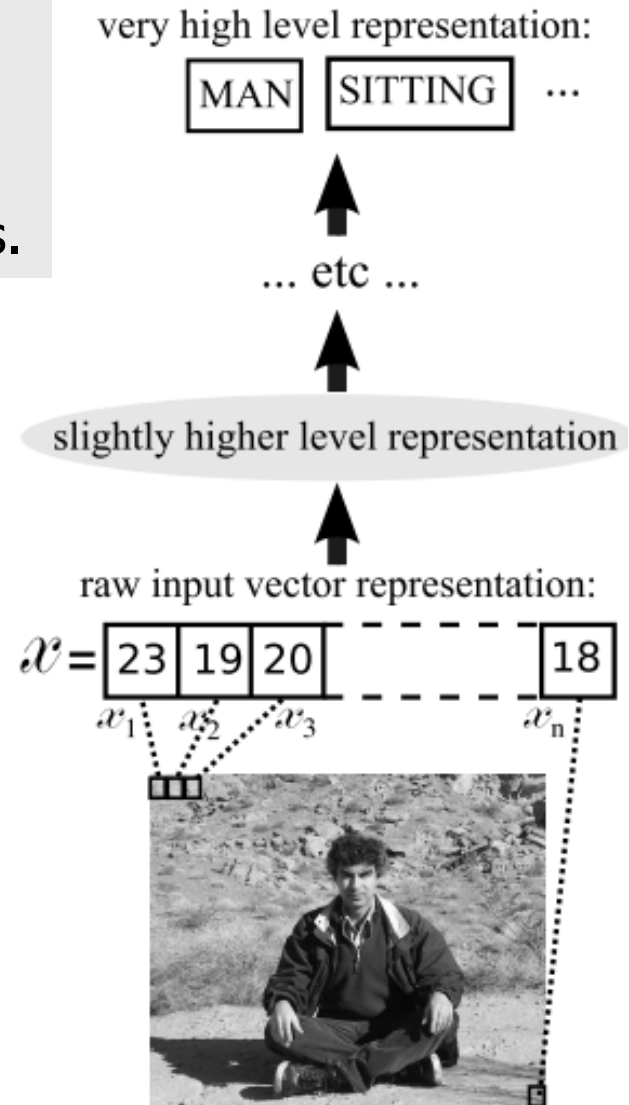 s.
very high level representation:
MAN SITTING ...
... etc ...
slightly higher level representation
raw input vector representation:
x = 23 19 20 18
x1 x2 x3 xn